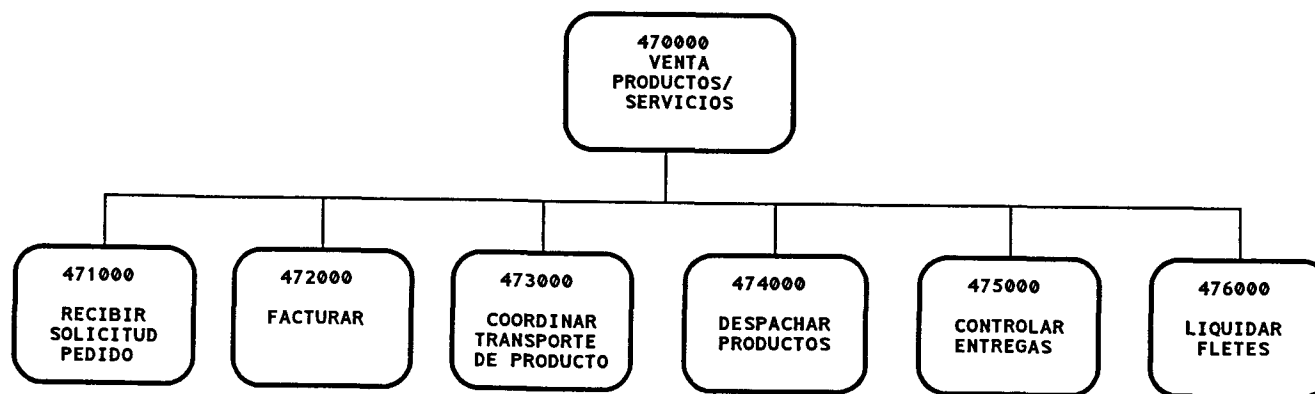 470000
VENTA
PRODUCTOS/
SERVICIOS
471000
RECIBIR
SOLICITUD
PEDIDO
472000
FACTURAR
473000
COORDINAR
TRANSPORTE
DE PRODUCTO
474000
DESPACHAR
PRODUCTOS
475000
CONTROLAR
ENTREGAS
476000
LIQUIDAR
FLETES